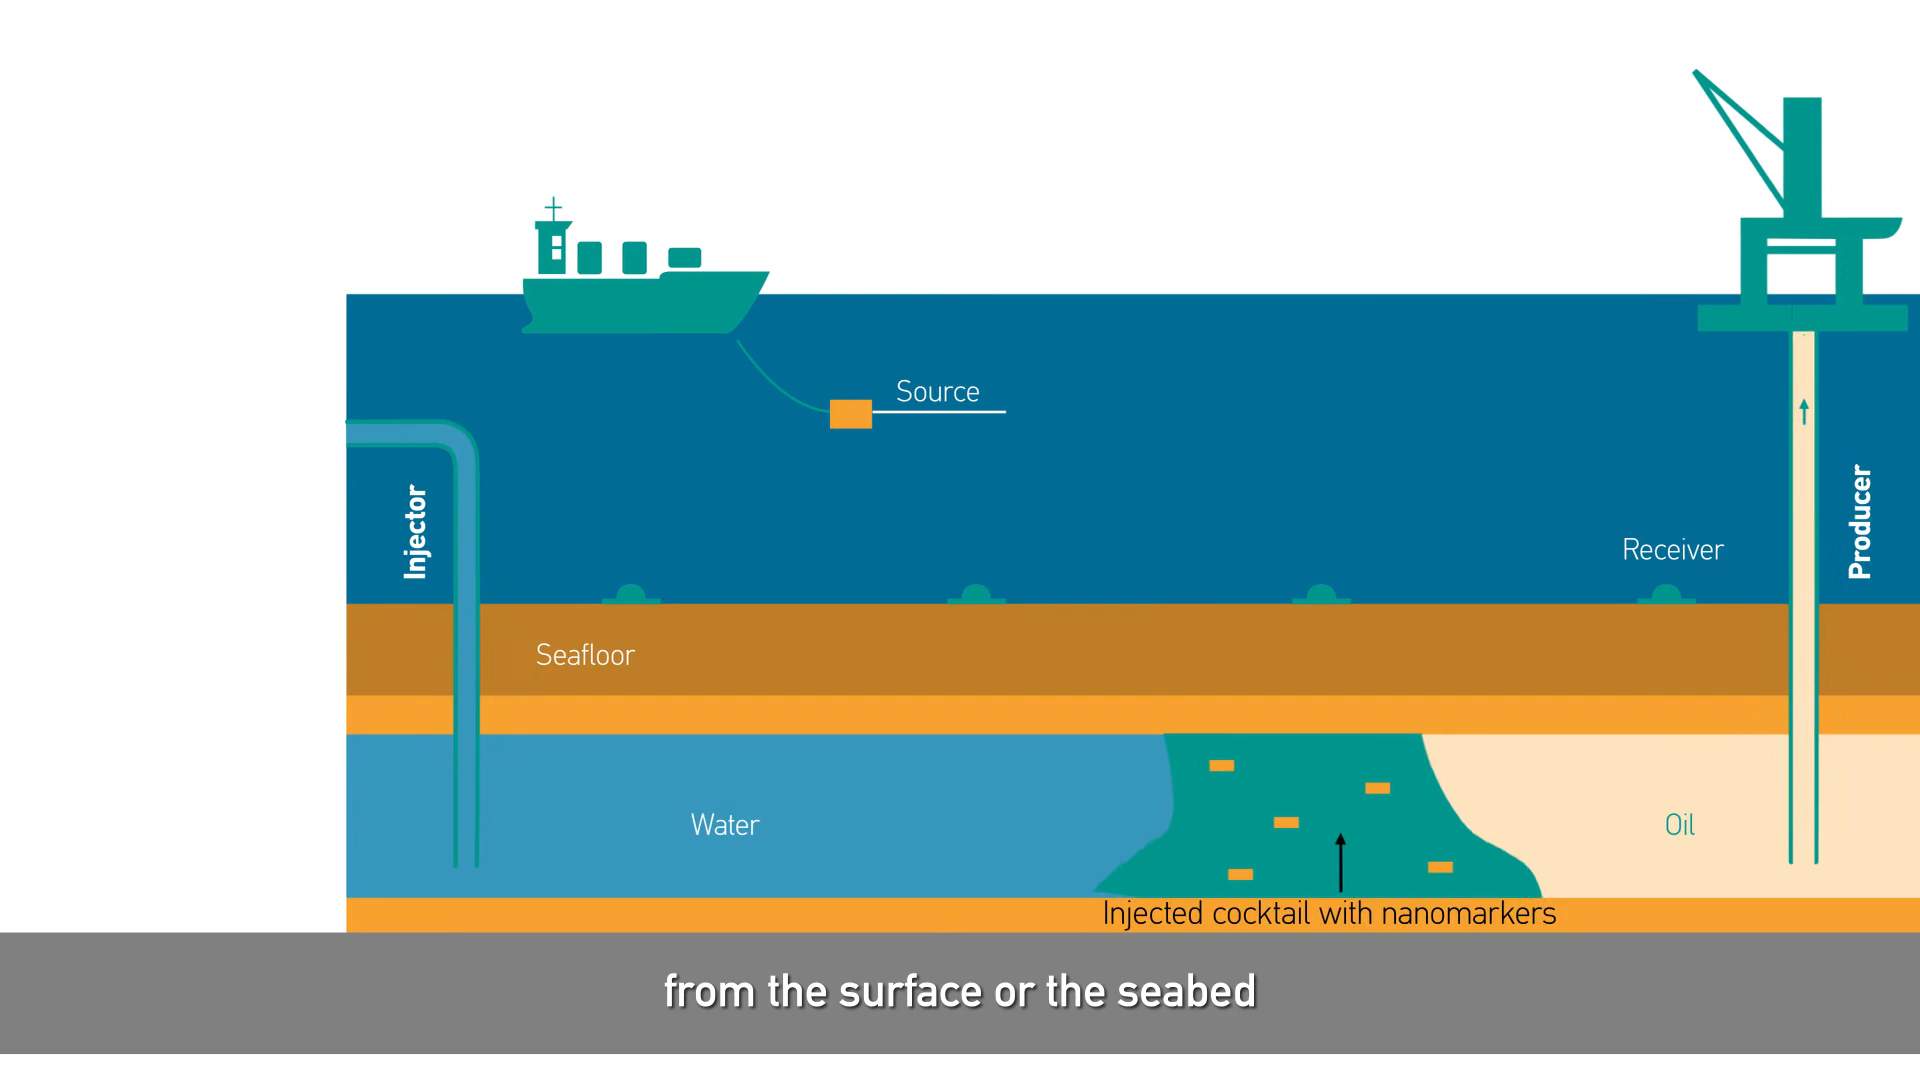 Source
Injector
Producer
Receiver
Seafloor
Water
Oil
Injected cocktail with nanomarkers
from the surface or the seabed